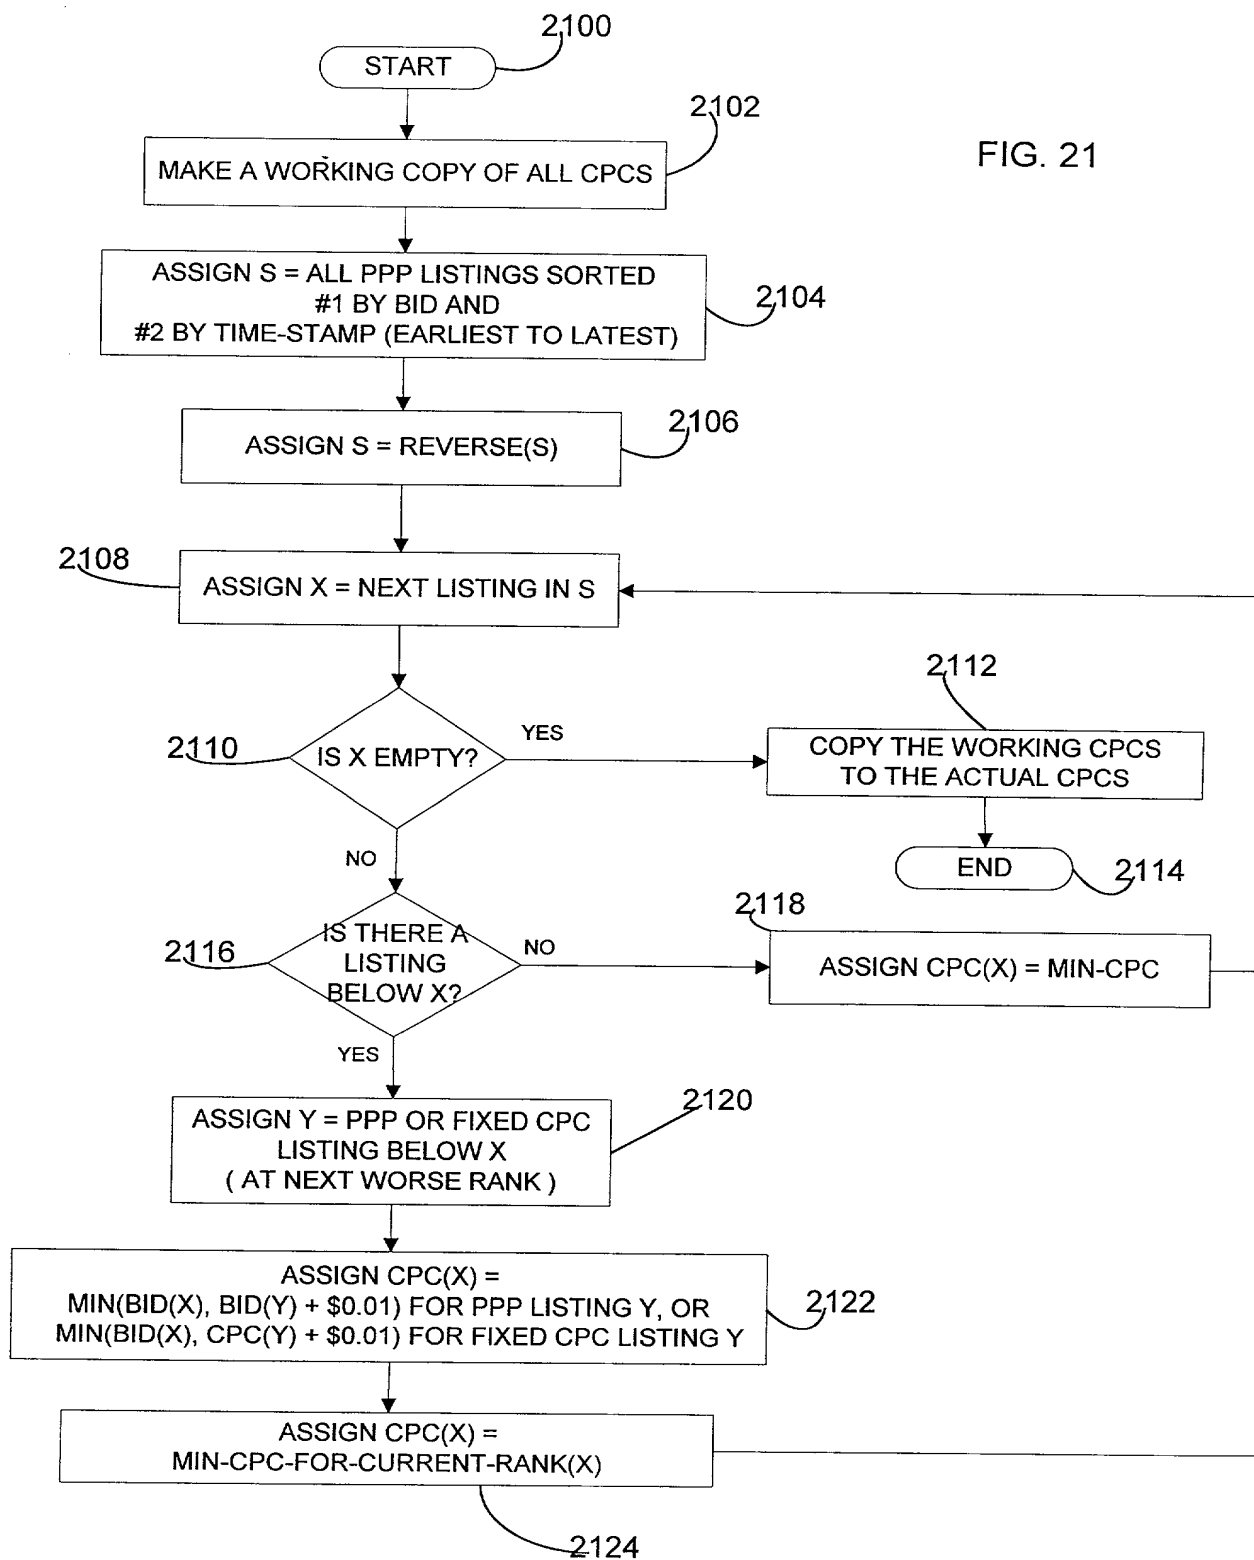 2100
START
2102
MAKE A WORKING COPY OF ALL CPCS
FIG. 21
ASSIGN S = ALL PPP LISTINGS SORTED
#1 BY BID AND
#2 BY TIME-STAMP (EARLIEST TO LATEST)
2104
ASSIGN S = REVERSE(S)
2106
2108
ASSIGN X = NEXT LISTING IN S
2110
IS X EMPTY?
YES
2112
COPY THE WORKING CPCS
TO THE ACTUAL CPCS
NO
END
2114
2116
IS THERE A
LISTING
BELOW X?
NO
2118
ASSIGN CPC(X) = MIN-CPC
YES
ASSIGN Y = PPP OR FIXED CPC
LISTING BELOW X
( AT NEXT WORSE RANK )
2120
ASSIGN CPC(X) =
MIN(BID(X), BID(Y) + $0.01) FOR PPP LISTING Y, OR
MIN(BID(X), CPC(Y) + $0.01) FOR FIXED CPC LISTING Y
2122
ASSIGN CPC(X) =
MIN-CPC-FOR-CURRENT-RANK(X)
2124